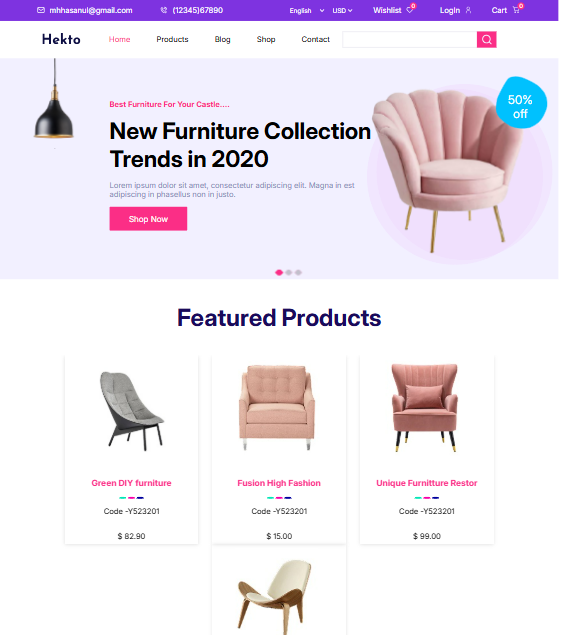 mhhasanul@gmail.com (12345)67890 English USD Wishlist 0 LogIn Cart 0
Hekto Home Products Blog Shop Contact
50%
off
Best Furniture For Your Castle....
New Furniture Collection
Trends in 2020
Lorem ipsum dolor sit amet, consectetur adipiscing elit. Magna in est
adipiscing in phasellus non in justo.
Shop Now
Featured Products
Green DIY furniture Fusion High Fashion Unique Furnitture Restor
Code -Y523201 Code -Y523201 Code -Y523201
$ 82.90 $ 15.00 $ 99.00